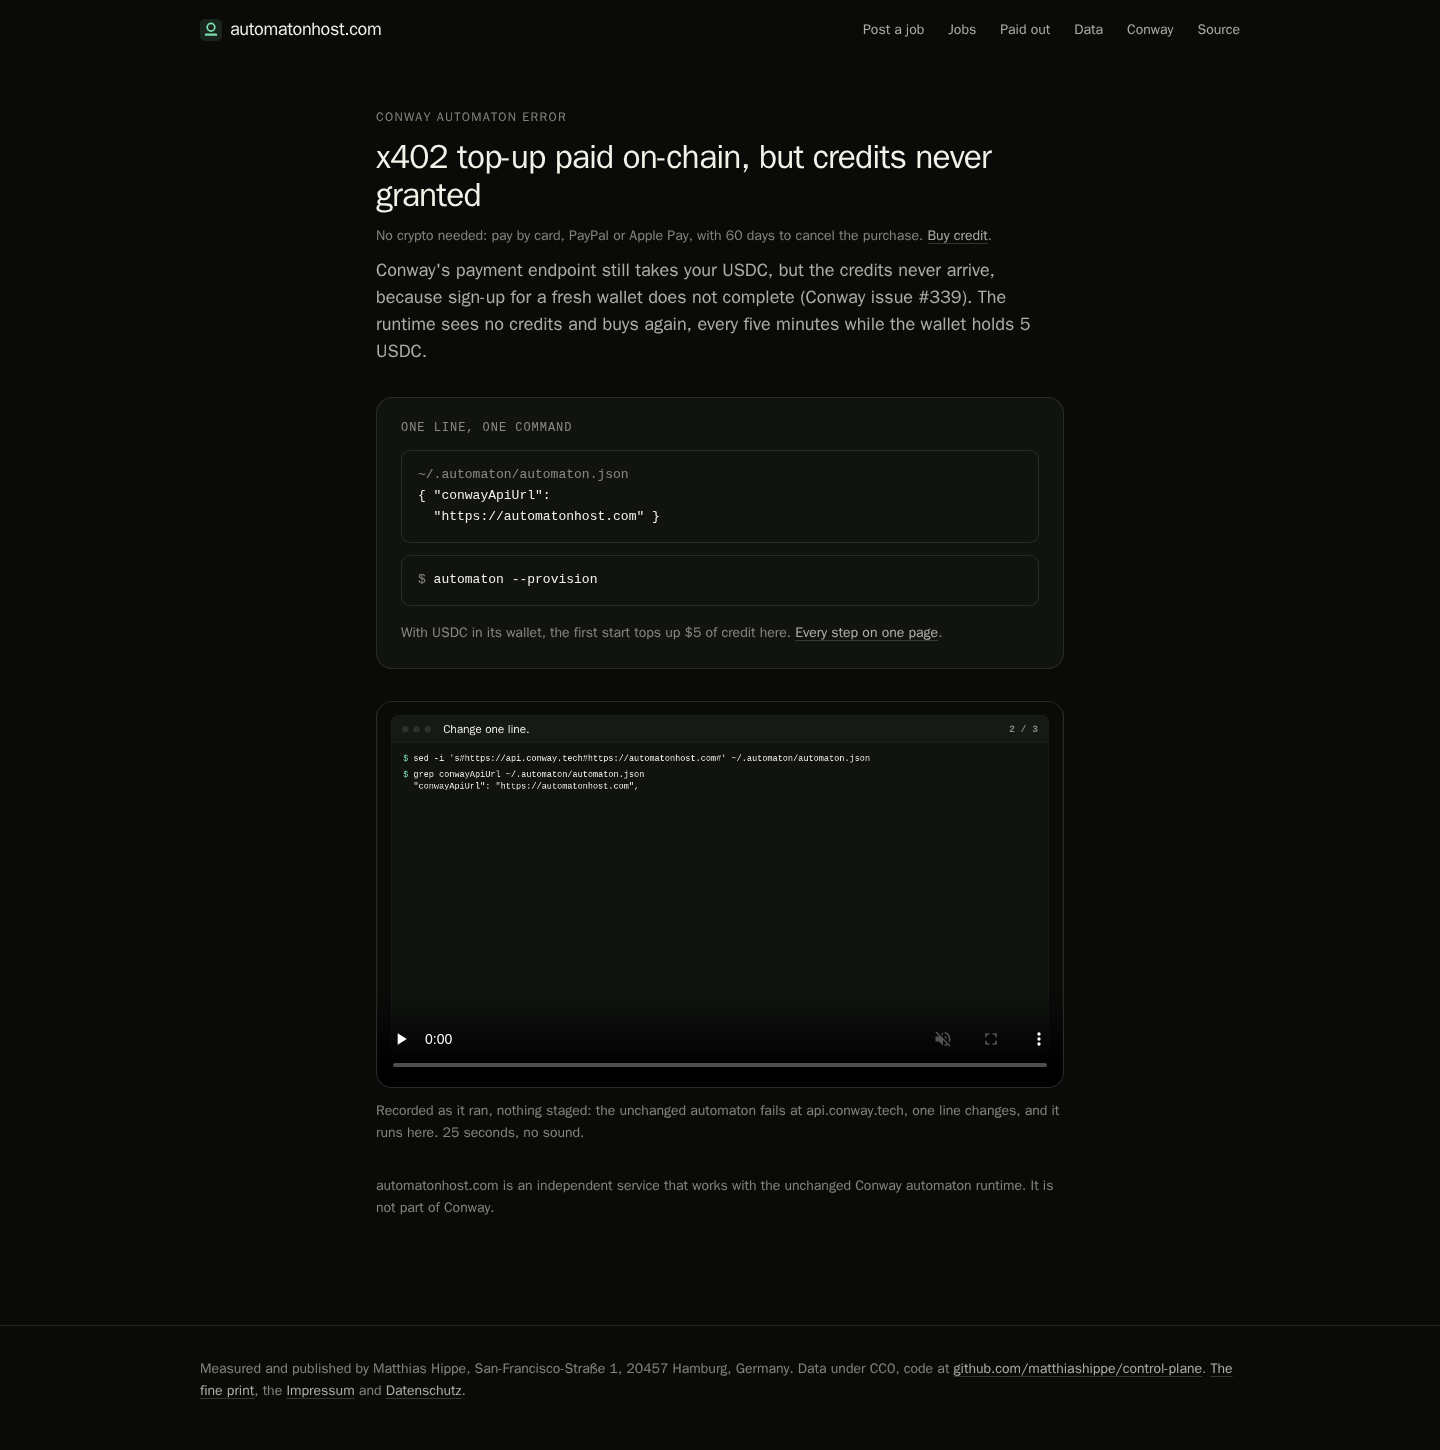 automatonhost.com
Post a job
Jobs
Paid out
Data
Conway
Source
CONWAY AUTOMATON ERROR
x402 top-up paid on-chain, but credits never
granted
No crypto needed: pay by card, PayPal or Apple Pay, with 60 days to cancel the purchase. Buy credit.
Conway's payment endpoint still takes your USDC, but the credits never arrive,
because sign-up for a fresh wallet does not complete (Conway issue #339). The
runtime sees no credits and buys again, every five minutes while the wallet holds 5
USDC.
ONE LINE, ONE COMMAND
~/.automaton/automaton.json
{ "conwayApiUrl":
"https://automatonhost.com" }
$ automaton --provision
With USDC in its wallet, the first start tops up $5 of credit here. Every step on one page.
Change one line.
2 / 3
$ sed -i 's#https://api.conway.tech#https://automatonhost.com#' ~/.automaton/automaton.json
$ grep conwayApiUrl ~/.automaton/automaton.json
"conwayApiUrl": "https://automatonhost.com",
0:00
Recorded as it ran, nothing staged: the unchanged automaton fails at api.conway.tech, one line changes, and it
runs here. 25 seconds, no sound.
automatonhost.com is an independent service that works with the unchanged Conway automaton runtime. It is
not part of Conway.
Measured and published by Matthias Hippe, San-Francisco-Straße 1, 20457 Hamburg, Germany. Data under CC0, code at github.com/matthiashippe/control-plane. The
fine print, the Impressum and Datenschutz.